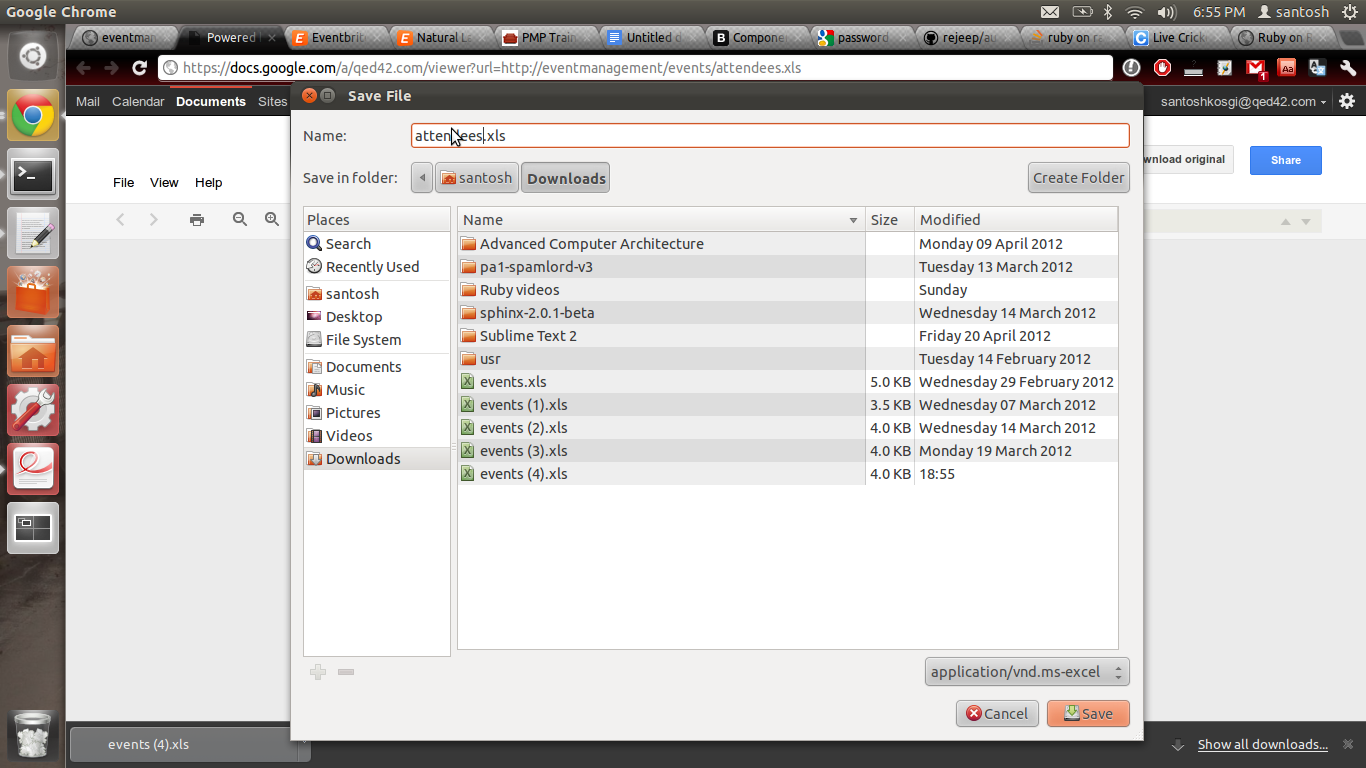 Google Chrome 6:55 PM santosh
eventman Powered Eventbrit Natural La PMP Train Untitled d Compone password rejeep/au ruby on r Live Crick Ruby on R
https://docs.google.com/a/qed42.com/viewer?url=http://eventmanagement/events/attendees.xls
Mail Calendar Documents Sites santoshkosgi@qed42.com
Save File
Name: attendees.xls
File View Help
wnload original Share
Save in folder: santosh Downloads Create Folder
Places
Search
Recently Used
santosh
Desktop
File System
Documents
Music
Pictures
Videos
Downloads
Name Size Modified
Advanced Computer Architecture Monday 09 April 2012
pa1-spamlord-v3 Tuesday 13 March 2012
Ruby videos Sunday
sphinx-2.0.1-beta Wednesday 14 March 2012
Sublime Text 2 Friday 20 April 2012
usr Tuesday 14 February 2012
events.xls 5.0 KB Wednesday 29 February 2012
events (1).xls 3.5 KB Wednesday 07 March 2012
events (2).xls 4.0 KB Wednesday 14 March 2012
events (3).xls 4.0 KB Monday 19 March 2012
events (4).xls 4.0 KB 18:55
application/vnd.ms-excel
Cancel Save
events (4).xls Show all downloads...